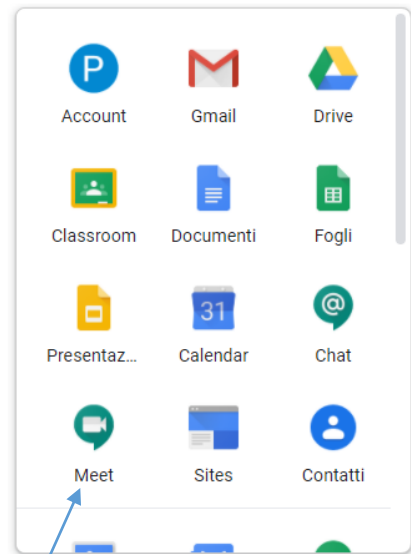 P
Account Gmail Drive
Classroom Documenti Fogli
31 @
Presentaz... Calendar Chat
Meet Sites Contatti